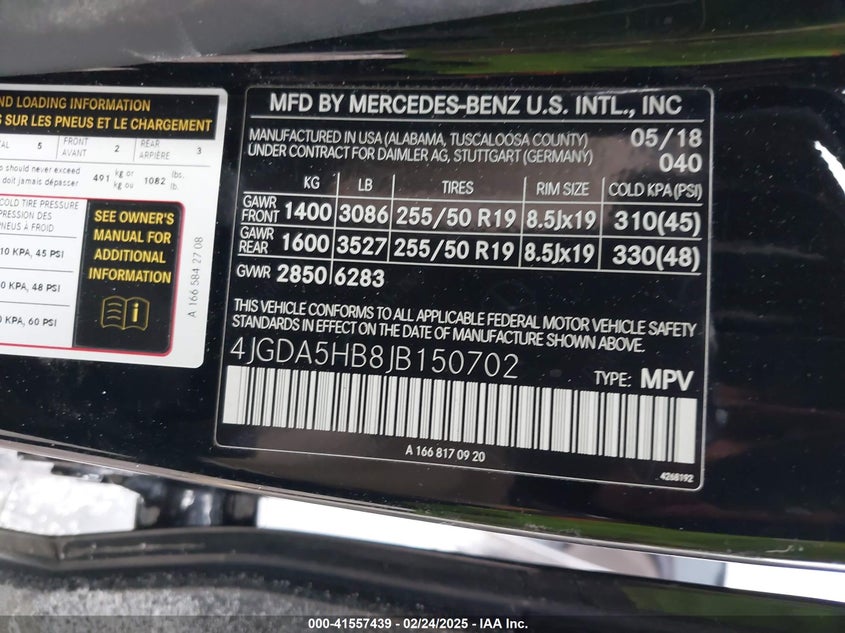 ND LOADING INFORMATION
S SUR LES PNEUS ET LE CHARGEMENT
TAL 5 FRONT AVANT 2 REAR ARRIÈRE 3
should never exceed
doit jamais dépasser
491 kg or kg ou 1082 lbs. lb.
COLD TIRE PRESSURE
PRESSION DES
PNEUS À FROID
10 KPA, 45 PSI
0 KPA, 48 PSI
0 KPA, 60 PSI
SEE OWNER'S
MANUAL FOR
ADDITIONAL
INFORMATION
A 166 584 27 08
MFD BY MERCEDES-BENZ U.S. INTL., INC
MANUFACTURED IN USA (ALABAMA, TUSCALOOSA COUNTY) 05/18
UNDER CONTRACT FOR DAIMLER AG, STUTTGART (GERMANY) 040
KG LB TIRES RIM SIZE COLD KPA(PSI)
GAWR FRONT 1400 3086 255/50 R19 8.5Jx19 310(45)
GAWR REAR 1600 3527 255/50 R19 8.5Jx19 330(48)
GVWR 2850 6283
THIS VEHICLE CONFORMS TO ALL APPLICABLE FEDERAL MOTOR VEHICLE SAFETY
STANDARDS IN EFFECT ON THE DATE OF MANUFACTURE SHOWN ABOVE.
4JGDA5HB8JB150702
TYPE: MPV
A 166 817 09 20
4268192
000-41557439 - 02/24/2025 - IAA Inc.